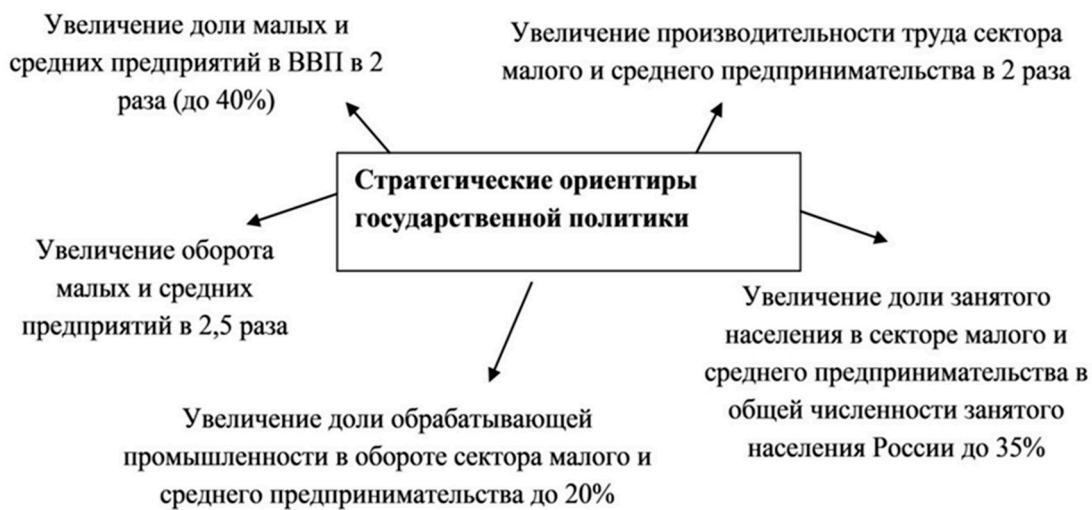 Увеличение доли малых и
средних предприятий в ВВП в 2
раза (до 40%)
Увеличение производительности труда сектора
малого и среднего предпринимательства в 2 раза
Стратегические ориентиры
государственной политики
Увеличение оборота
малых и средних
предприятий в 2,5 раза
Увеличение доли занятого
населения в секторе малого и
среднего предпринимательства в
общей численности занятого
населения России до 35%
Увеличение доли обрабатывающей
промышленности в обороте сектора малого и
среднего предпринимательства до 20%